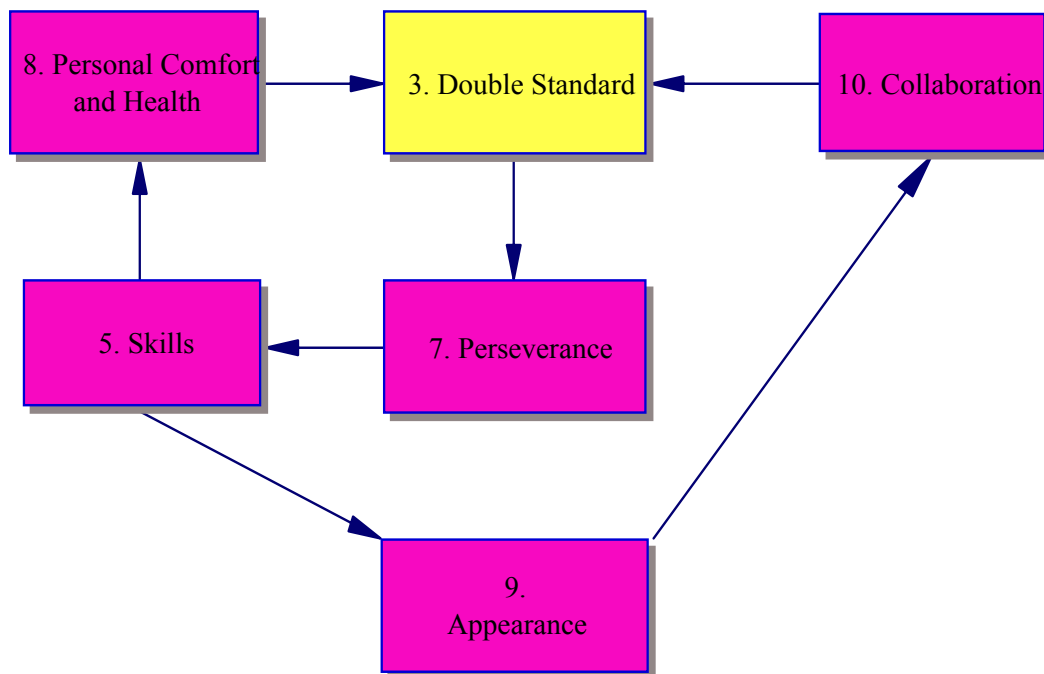 8. Personal Comfort
and Health
3. Double Standard
10. Collaboration
5. Skills
7. Perseverance
9.
Appearance